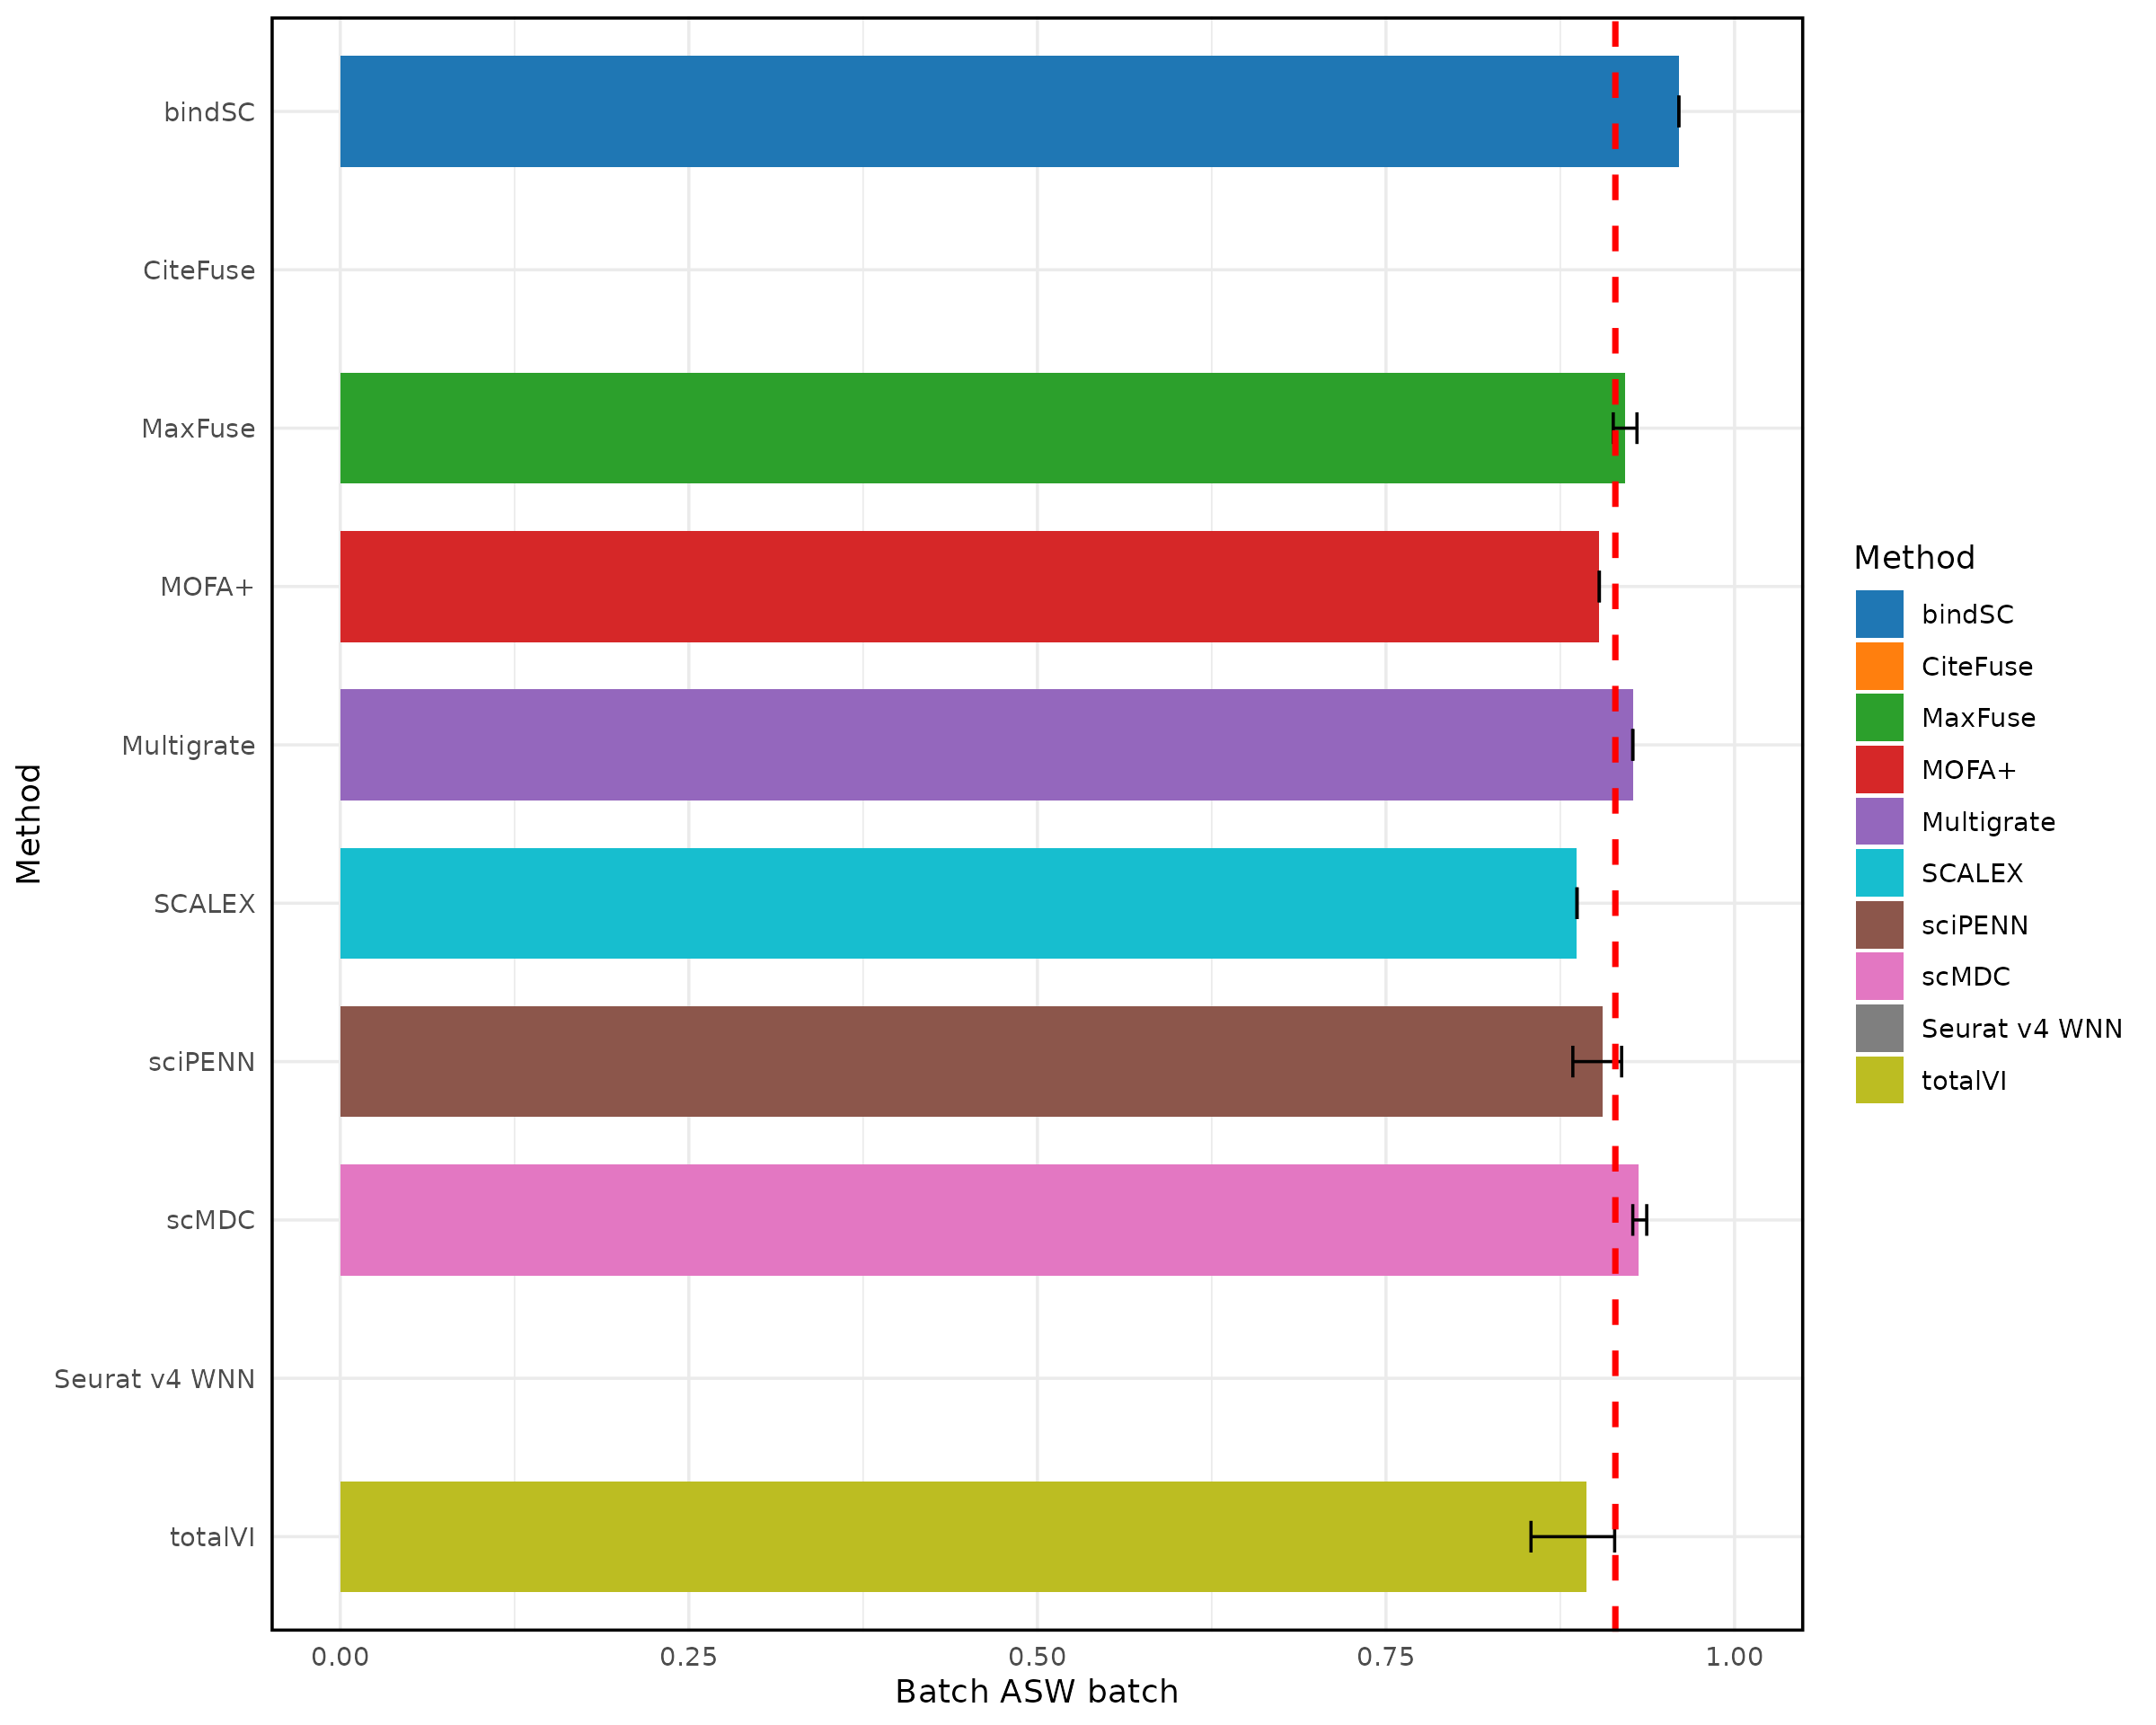 bindSC
CiteFuse
MaxFuse
MOFA+
Multigrate
SCALEX
sciPENN
scMDC
Seurat v4 WNN
totalVI
Method
0.00
0.25
0.50
0.75
1.00
Batch ASW batch
Method
bindSC
CiteFuse
MaxFuse
MOFA+
Multigrate
SCALEX
sciPENN
scMDC
Seurat v4 WNN
totalVI